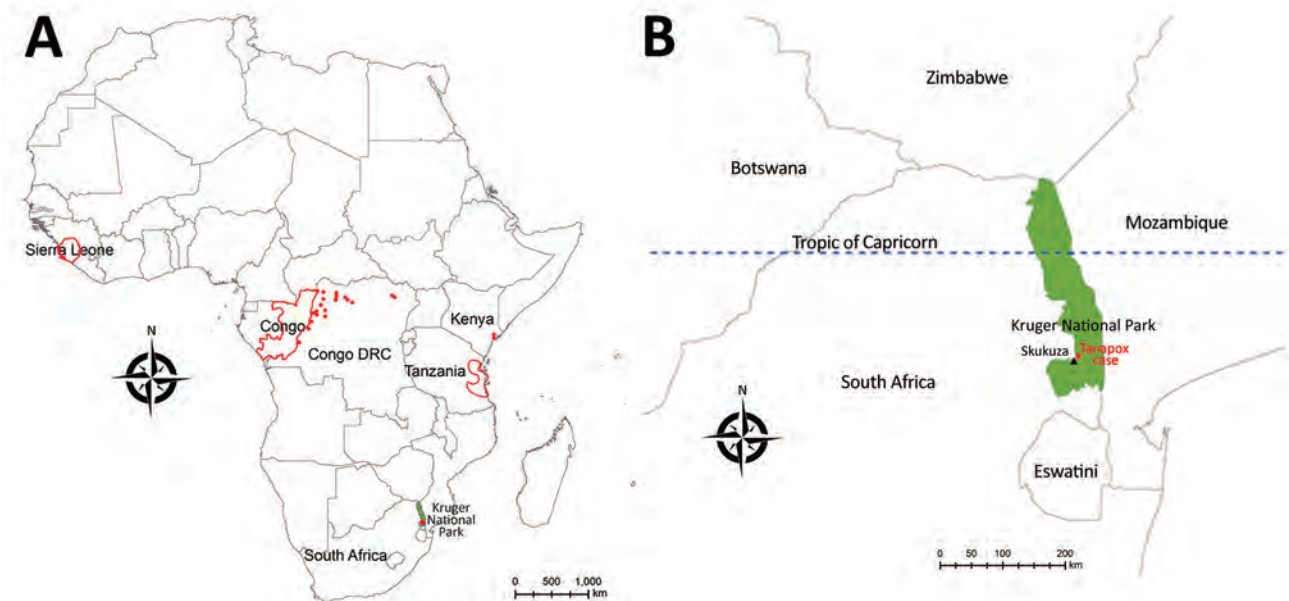 A
Sierra Leone
Congo
Kenya
Congo DRC
Tanzania
N
Kruger
National
Park
South Africa
0 500 1,000
km
B
Zimbabwe
Botswana
Mozambique
Tropic of Capricorn
Kruger National Park
Skukuza
Tanapox
case
South Africa
N
Eswatini
0 50 100 200
km